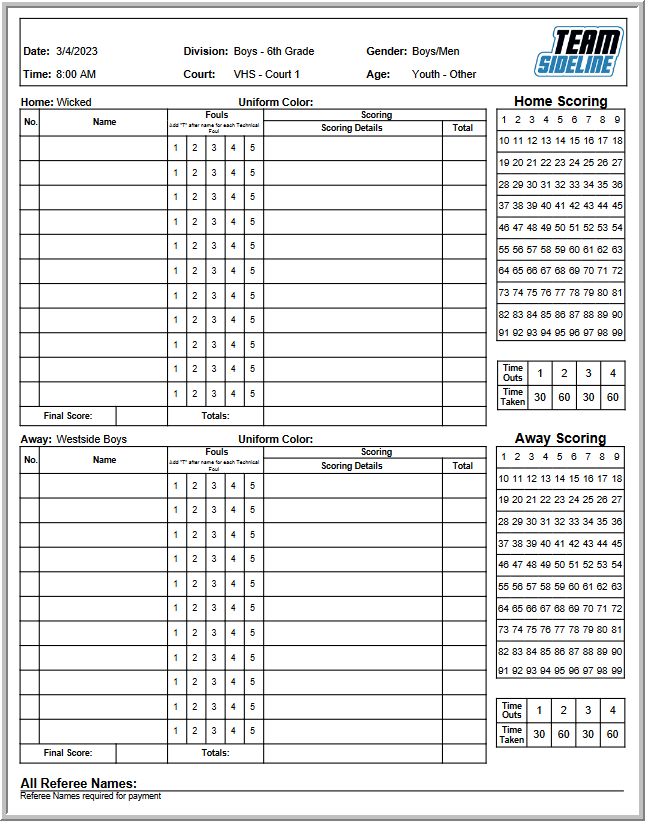 Date: 3/4/2023 Division: Boys - 6th Grade Gender: Boys/Men
Time: 8:00 AM Court: VHS - Court 1 Age: Youth - Other
TEAM
SIDELINE
Home: Wicked Uniform Color:
No. Name Fouls Scoring
Add "T" after name for each Technical
Foul
Scoring Details Total
1 2 3 4 5
1 2 3 4 5
1 2 3 4 5
1 2 3 4 5
1 2 3 4 5
1 2 3 4 5
1 2 3 4 5
1 2 3 4 5
1 2 3 4 5
1 2 3 4 5
1 2 3 4 5
Final Score: Totals:
Home Scoring
1 2 3 4 5 6 7 8 9
10 11 12 13 14 15 16 17 18
19 20 21 22 23 24 25 26 27
28 29 30 31 32 33 34 35 36
37 38 39 40 41 42 43 44 45
46 47 48 49 50 51 52 53 54
55 56 57 58 59 60 61 62 63
64 65 66 67 68 69 70 71 72
73 74 75 76 77 78 79 80 81
82 83 84 85 86 87 88 89 90
91 92 93 94 95 96 97 98 99
Time
Outs 1 2 3 4
Time
Taken 30 60 30 60
Away: Westside Boys Uniform Color:
No. Name Fouls Scoring
Add "T" after name for each Technical
Foul
Scoring Details Total
1 2 3 4 5
1 2 3 4 5
1 2 3 4 5
1 2 3 4 5
1 2 3 4 5
1 2 3 4 5
1 2 3 4 5
1 2 3 4 5
1 2 3 4 5
1 2 3 4 5
1 2 3 4 5
Final Score: Totals:
Away Scoring
1 2 3 4 5 6 7 8 9
10 11 12 13 14 15 16 17 18
19 20 21 22 23 24 25 26 27
28 29 30 31 32 33 34 35 36
37 38 39 40 41 42 43 44 45
46 47 48 49 50 51 52 53 54
55 56 57 58 59 60 61 62 63
64 65 66 67 68 69 70 71 72
73 74 75 76 77 78 79 80 81
82 83 84 85 86 87 88 89 90
91 92 93 94 95 96 97 98 99
Time
Outs 1 2 3 4
Time
Taken 30 60 30 60
All Referee Names:
Referee Names required for payment